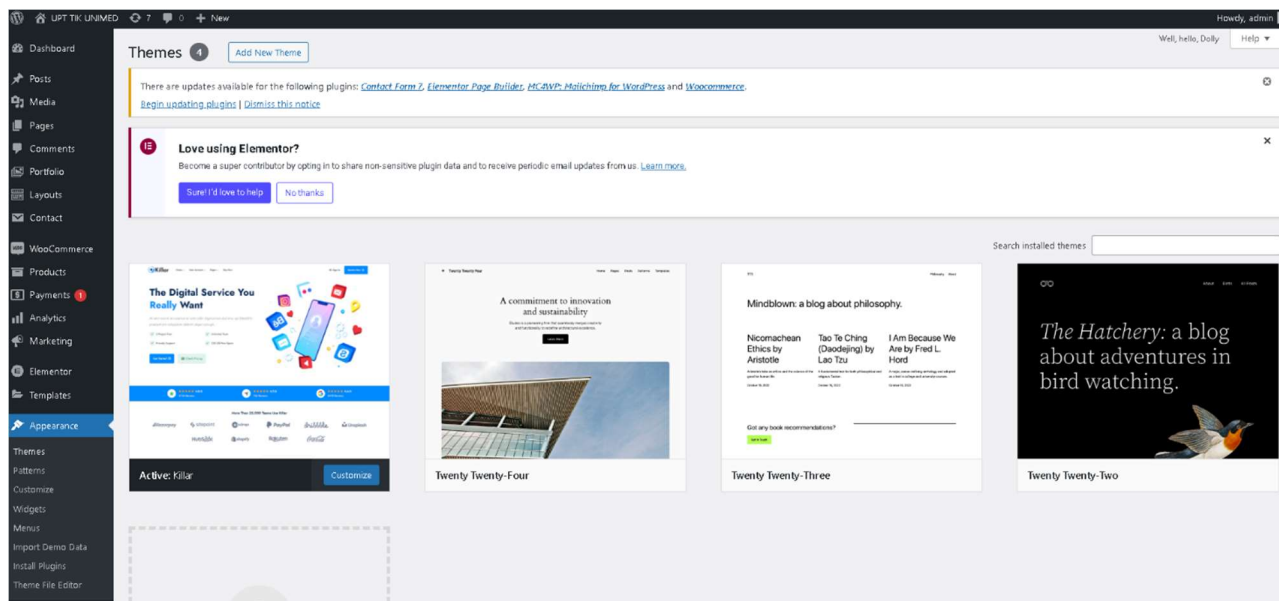 UPT TIK UNIMED 7 0 + New Howdy, admin
Dashboard
Posts
Media
Pages
Comments
Portfolio
Layouts
Contact
WooCommerce
Products
Payments 1
Analytics
Marketing
Elementor
Templates
Appearance
Themes
Patterns
Customize
Widgets
Menus
Import Demo Data
Install Plugins
Theme File Editor
Well, hello, Dolly Help
Themes 4 Add New Theme
There are updates available for the following plugins: Contact Form 7, Elementor Page Builder, MC4WP: Mailchimp for WordPress and Woocommerce.
Begin updating plugins | Dismiss this notice
Love using Elementor?
Become a super contributor by opting in to share non-sensitive plugin data and to receive periodic email updates from us. Learn more.
Sure! I'd love to help No thanks
Search installed themes
Killar
The Digital Service You
Really Want
PayPal
Active: Killar Customize
Twenty Twenty-Four
A commitment to innovation
and sustainability
Twenty Twenty-Four
Mindblown: a blog about philosophy.
Nicomachean
Ethics by
Aristotle
Tao Te Ching
(Daodejing) by
Lao Tzu
I Am Because We
Are by Fred L.
Hord
Got any book recommendations?
Twenty Twenty-Three
The Hatchery: a blog
about adventures in
bird watching.
Twenty Twenty-Two